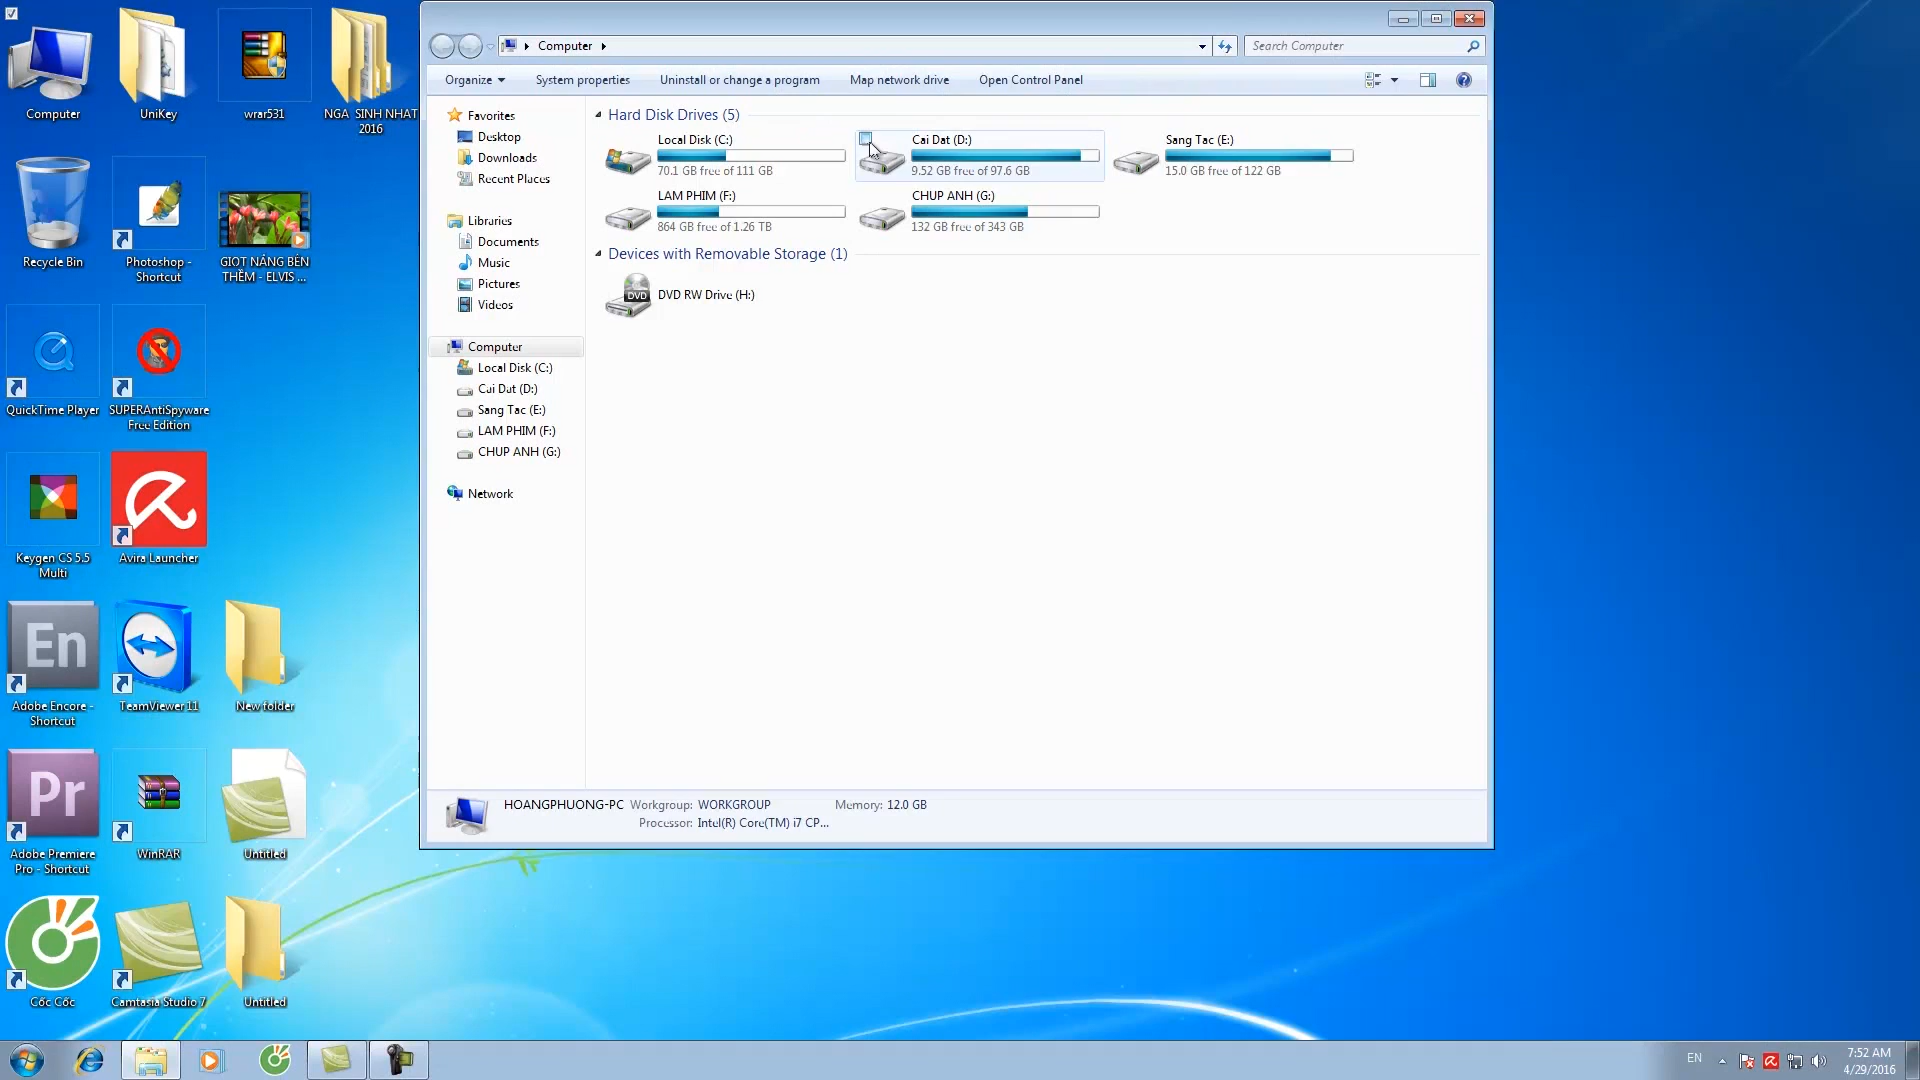 Computer
UniKey
wrar531
NGA SINH NHAT
2016
Recycle Bin
Photoshop -
Shortcut
GIỌT NẮNG BÊN
THỀM - ELVIS ...
QuickTime Player
SUPERAntiSpyware
Free Edition
Keygen CS 5.5
Multi
Avira Launcher
En
Adobe Encore -
Shortcut
TeamViewer 11
New folder
Pr
Adobe Premiere
Pro - Shortcut
WinRAR
Untitled
Cốc Cốc
Camtasia Studio 7
Untitled
Computer
Search Computer
Organize
System properties
Uninstall or change a program
Map network drive
Open Control Panel
Favorites
Desktop
Downloads
Recent Places
Libraries
Documents
Music
Pictures
Videos
Computer
Local Disk (C:)
Cai Dat (D:)
Sang Tac (E:)
LAM PHIM (F:)
CHUP ANH (G:)
Network
Hard Disk Drives (5)
Local Disk (C:)
70.1 GB free of 111 GB
Cai Dat (D:)
9.52 GB free of 97.6 GB
Sang Tac (E:)
15.0 GB free of 122 GB
LAM PHIM (F:)
864 GB free of 1.26 TB
CHUP ANH (G:)
132 GB free of 343 GB
Devices with Removable Storage (1)
DVD
DVD RW Drive (H:)
HOANGPHUONG-PC Workgroup: WORKGROUP Memory: 12.0 GB
Processor: Intel(R) Core(TM) i7 CP...
EN
7:52 AM
4/29/2016